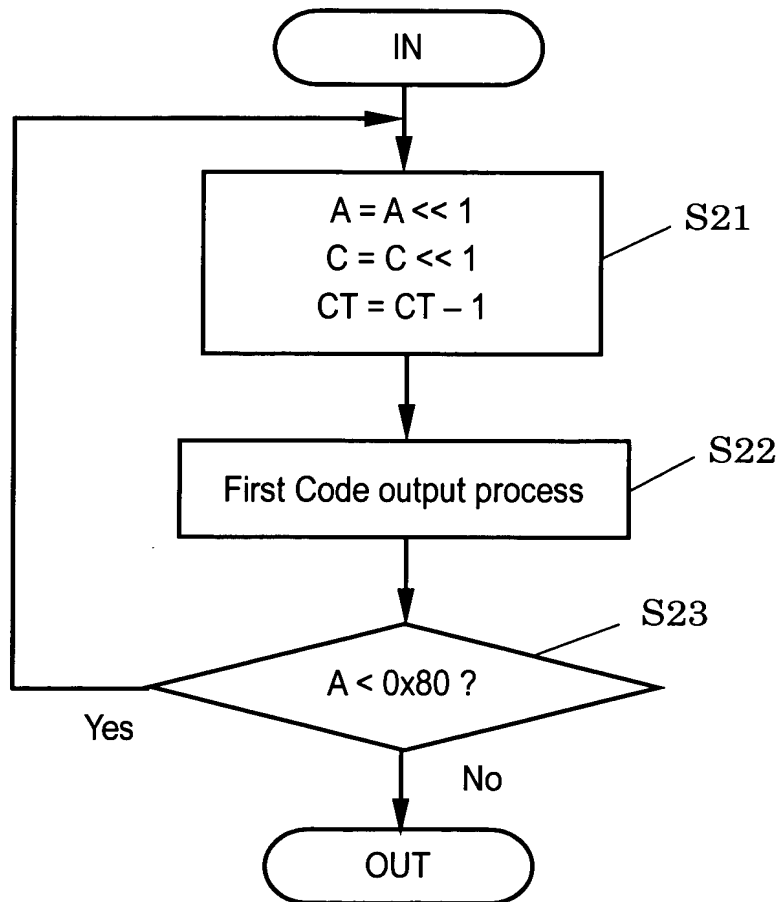 IN
A = A << 1
C = C << 1
CT = CT – 1
S21
First Code output process
S22
S23
A < 0x80 ?
Yes
No
OUT